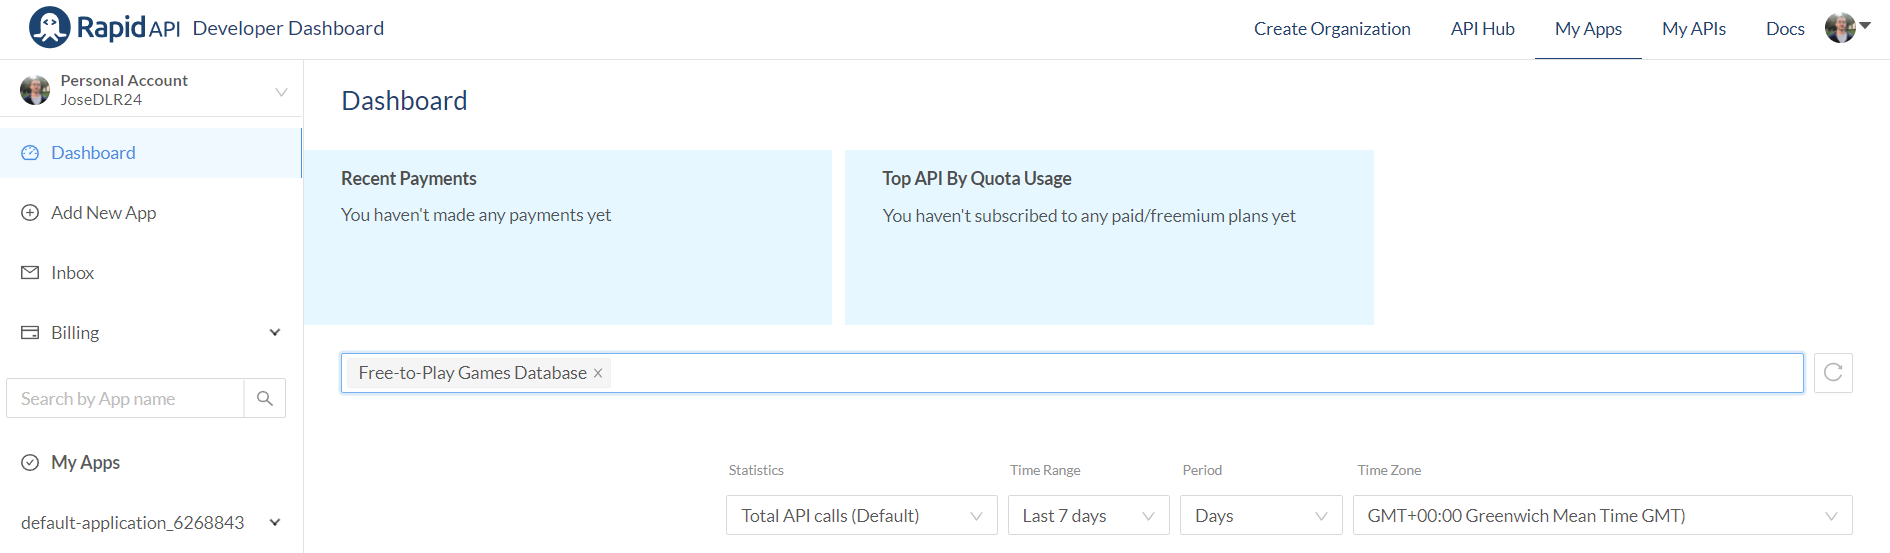 RapidAPI Developer Dashboard
Create Organization
API Hub
My Apps
My APIs
Docs
Personal Account
JoseDLR24
Dashboard
Add New App
Inbox
Billing
Search by App name
My Apps
default-application_6268843
Dashboard
Recent Payments
You haven't made any payments yet
Top API By Quota Usage
You haven't subscribed to any paid/freemium plans yet
Free-to-Play Games Database
Statistics
Total API calls (Default)
Time Range
Last 7 days
Period
Days
Time Zone
GMT+00:00 Greenwich Mean Time GMT)